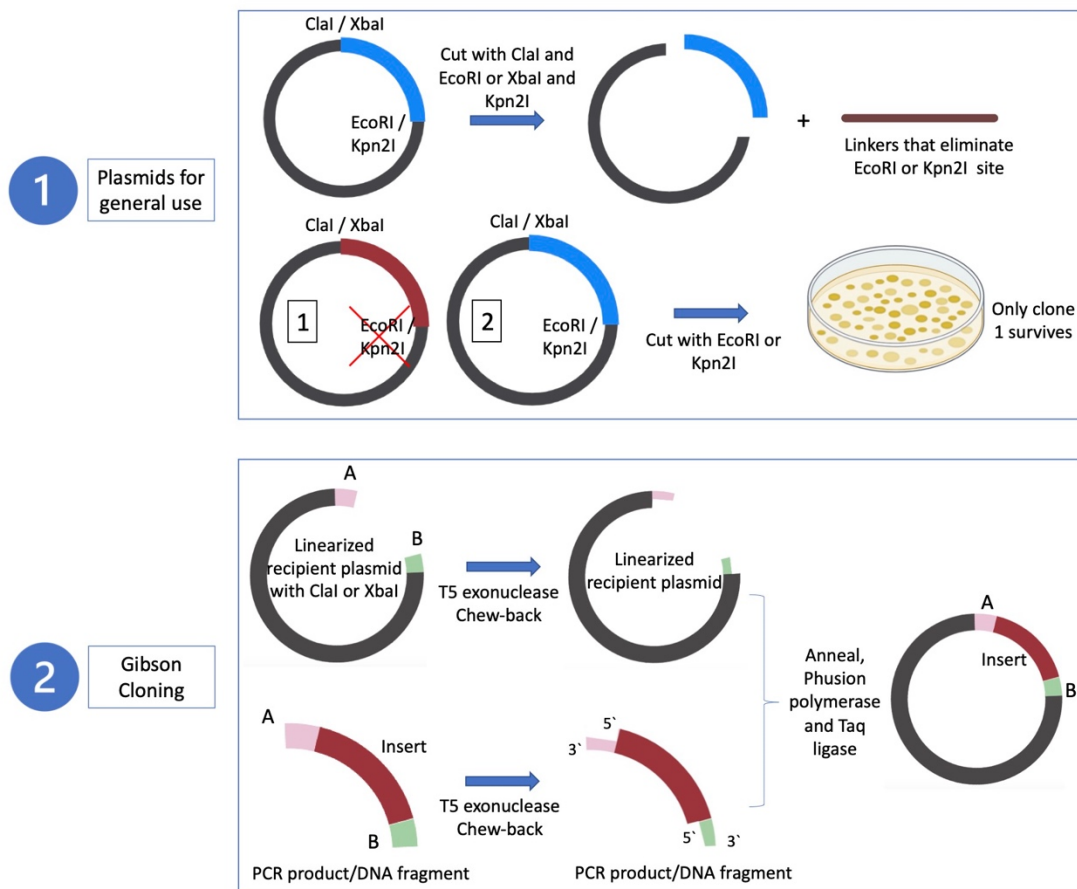 ClaI / XbaI
Cut with ClaI and
EcoRI or XbaI and
Kpn2I
EcoRI /
Kpn2I
+
Linkers that eliminate
EcoRI or Kpn2I site
1
Plasmids for
general use
ClaI / XbaI
1
EcoRI /
Kpn2I
ClaI / XbaI
2
EcoRI /
Kpn2I
Cut with EcoRI or
Kpn2I
Only clone
1 survives
2
Gibson
Cloning
A
B
Linearized
recipient plasmid
with ClaI or XbaI
T5 exonuclease
Chew-back
Linearized
recipient plasmid
A
Insert
B
PCR product/DNA fragment
T5 exonuclease
Chew-back
5`
3`
5`
3`
PCR product/DNA fragment
Anneal,
Phusion
polymerase
and Taq
ligase
A
Insert
B